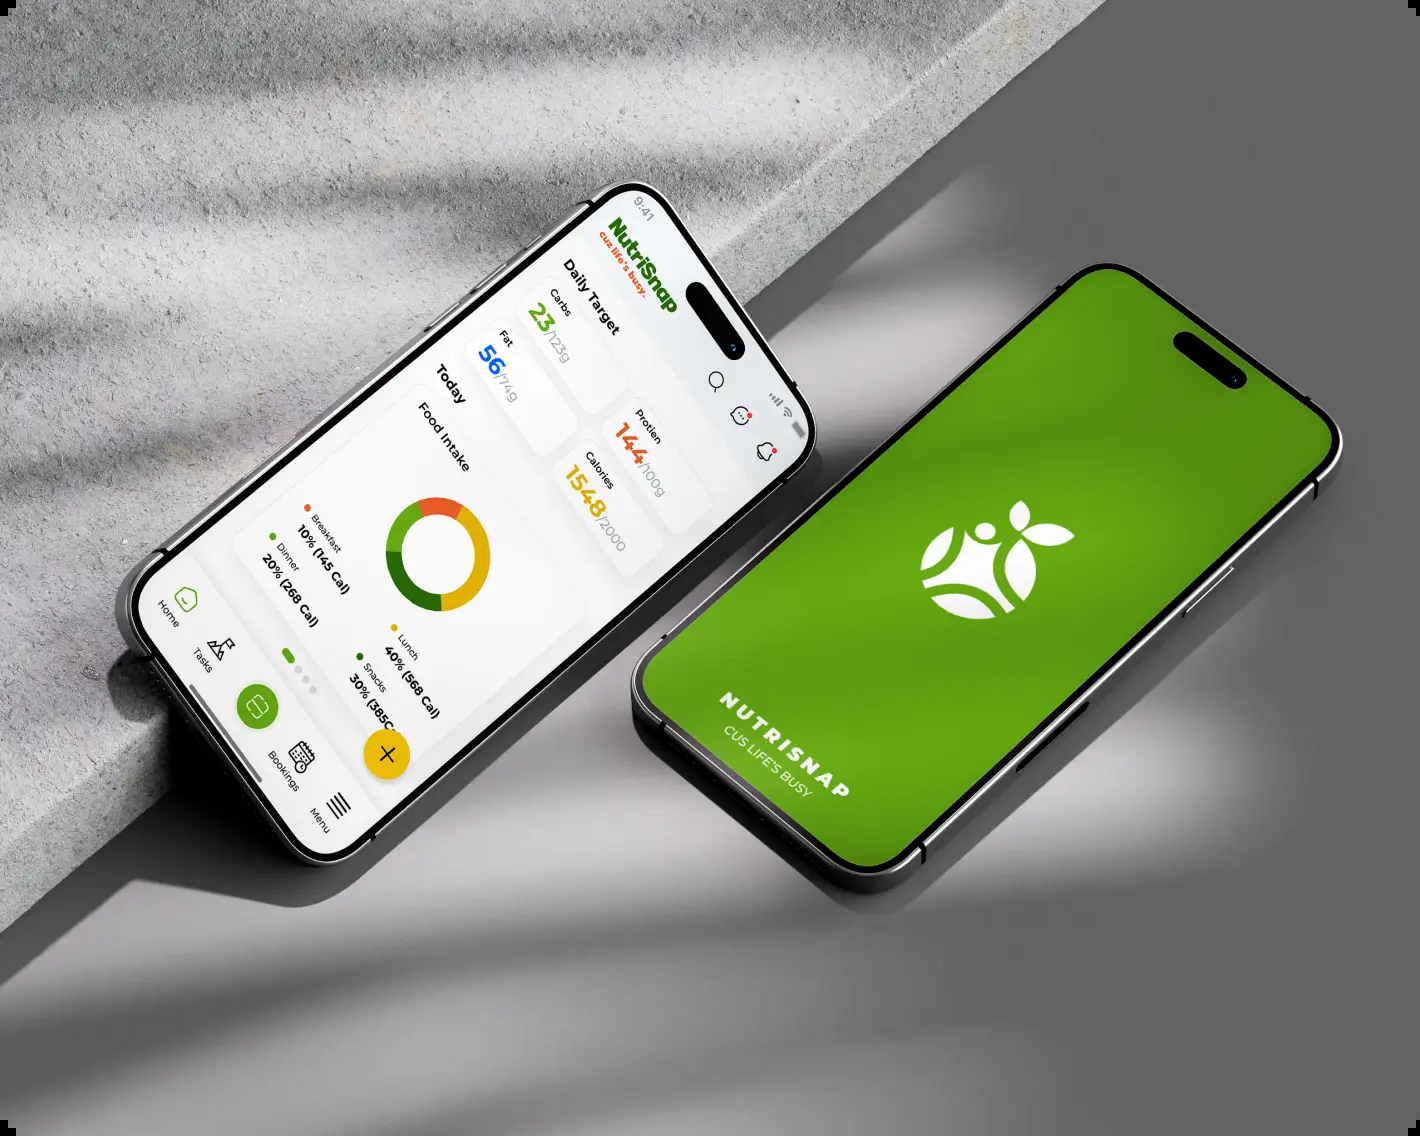 9:41
NutriSnap
cuz life's busy.
Daily Target
Carbs
23/123g
Protien
144/100g
Fat
56/74g
Calories
1548/2000
Today
Food Intake
Breakfast
10% (145 Cal)
Lunch
40% (568 Cal)
Dinner
20% (268 Cal)
Snacks
30% (385C
Home
Tasks
Bookings
Menu
NUTRISNAP
CUS LIFE'S BUSY